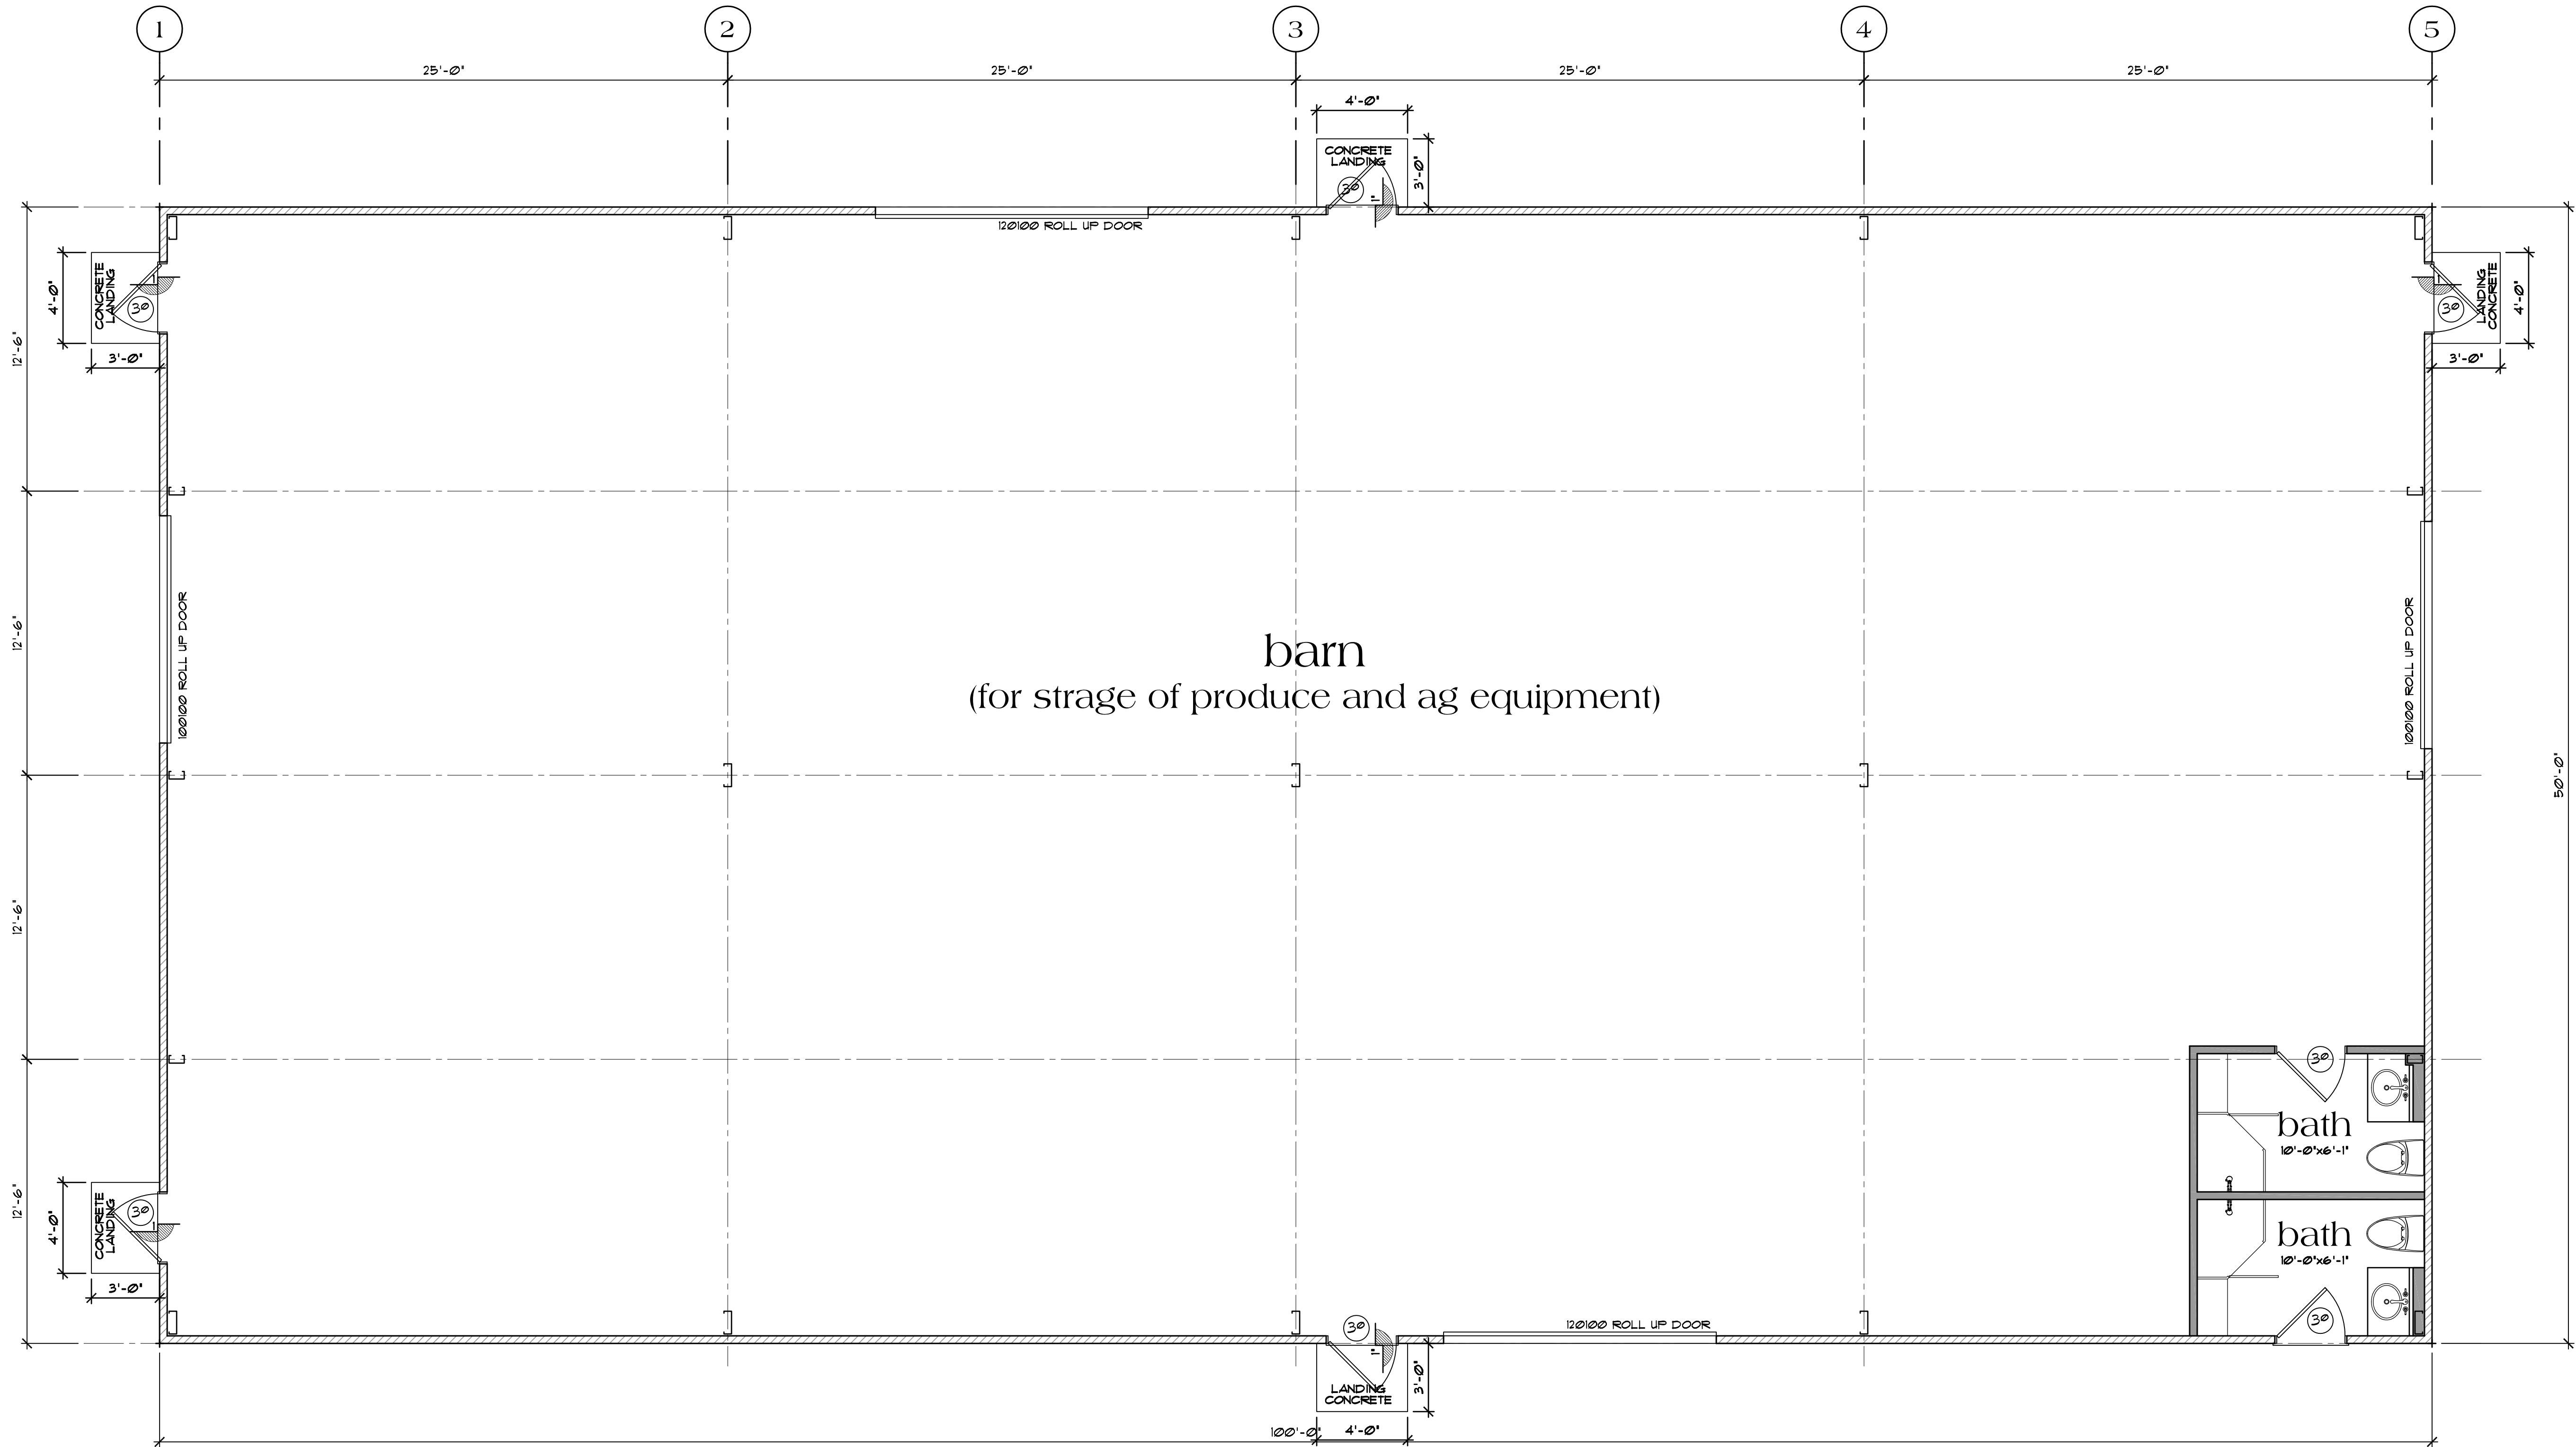 1 2 3 4 5
25'-0" 25'-0" 25'-0" 25'-0"
4'-0"
CONCRETE
LANDING
3'-0"
30
1"
120100 ROLL UP DOOR
CONCRETE
LANDING
4'-0"
3'-0"
30
1"
LANDING
CONCRETE
4'-0"
3'-0"
30
1"
12'-6"
12'-6"
12'-6"
12'-6"
100100 ROLL UP DOOR
100100 ROLL UP DOOR
barn
(for strage of produce and ag equipment)
50'-0"
30
bath
10'-0"x6'-1"
bath
10'-0"x6'-1"
30
CONCRETE
LANDING
4'-0"
3'-0"
30
1"
120100 ROLL UP DOOR
30
1"
3'-0"
LANDING
CONCRETE
100'-0" 4'-0"